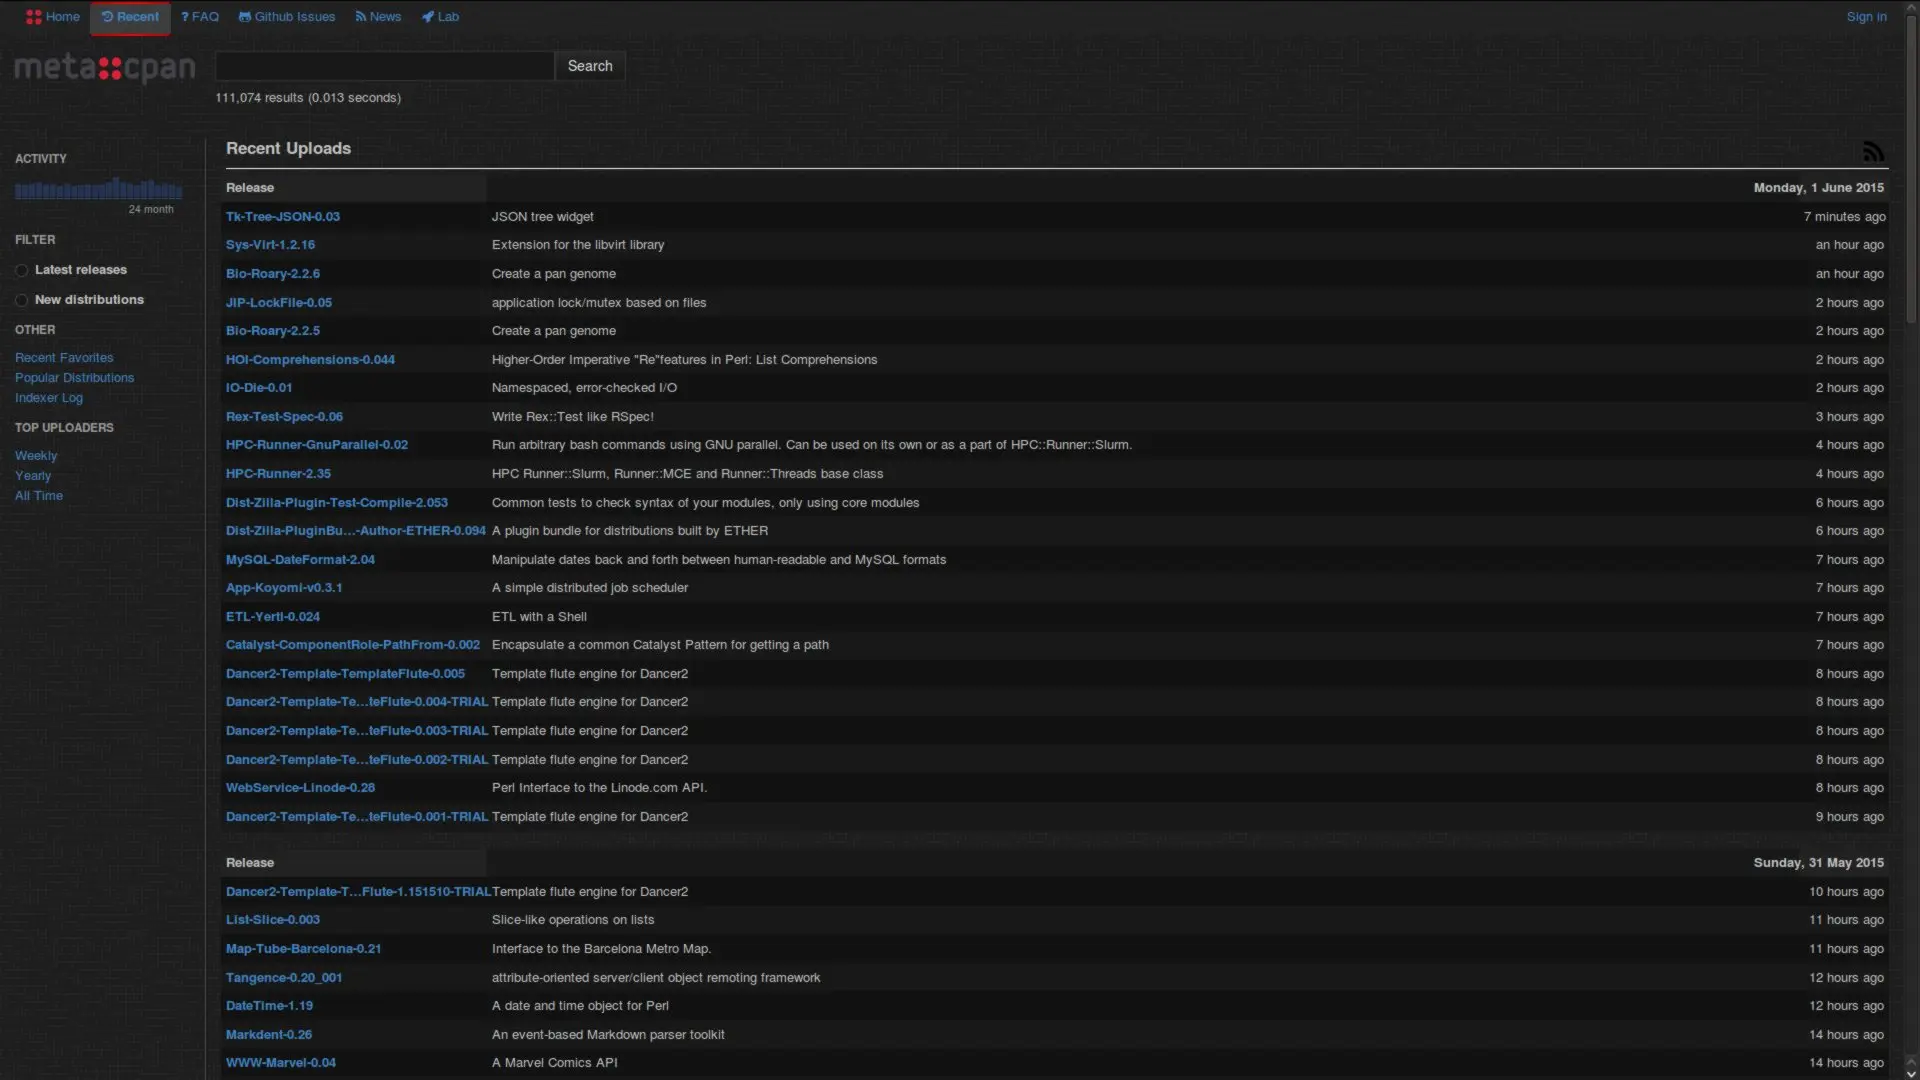 Home Recent ? FAQ Github Issues News Lab Sign in
meta::cpan Search
111,074 results (0.013 seconds)
ACTIVITY
24 month
FILTER
Latest releases
New distributions
OTHER
Recent Favorites
Popular Distributions
Indexer Log
TOP UPLOADERS
Weekly
Yearly
All Time
Recent Uploads
Release Monday, 1 June 2015
Tk-Tree-JSON-0.03 JSON tree widget 7 minutes ago
Sys-Virt-1.2.16 Extension for the libvirt library an hour ago
Bio-Roary-2.2.6 Create a pan genome an hour ago
JIP-LockFile-0.05 application lock/mutex based on files 2 hours ago
Bio-Roary-2.2.5 Create a pan genome 2 hours ago
HOI-Comprehensions-0.044 Higher-Order Imperative "Re"features in Perl: List Comprehensions 2 hours ago
IO-Die-0.01 Namespaced, error-checked I/O 2 hours ago
Rex-Test-Spec-0.06 Write Rex::Test like RSpec! 3 hours ago
HPC-Runner-GnuParallel-0.02 Run arbitrary bash commands using GNU parallel. Can be used on its own or as a part of HPC::Runner::Slurm. 4 hours ago
HPC-Runner-2.35 HPC Runner::Slurm, Runner::MCE and Runner::Threads base class 4 hours ago
Dist-Zilla-Plugin-Test-Compile-2.053 Common tests to check syntax of your modules, only using core modules 6 hours ago
Dist-Zilla-PluginBu…-Author-ETHER-0.094 A plugin bundle for distributions built by ETHER 6 hours ago
MySQL-DateFormat-2.04 Manipulate dates back and forth between human-readable and MySQL formats 7 hours ago
App-Koyomi-v0.3.1 A simple distributed job scheduler 7 hours ago
ETL-Yertl-0.024 ETL with a Shell 7 hours ago
Catalyst-ComponentRole-PathFrom-0.002 Encapsulate a common Catalyst Pattern for getting a path 7 hours ago
Dancer2-Template-TemplateFlute-0.005 Template flute engine for Dancer2 8 hours ago
Dancer2-Template-Te…teFlute-0.004-TRIAL Template flute engine for Dancer2 8 hours ago
Dancer2-Template-Te…teFlute-0.003-TRIAL Template flute engine for Dancer2 8 hours ago
Dancer2-Template-Te…teFlute-0.002-TRIAL Template flute engine for Dancer2 8 hours ago
WebService-Linode-0.28 Perl Interface to the Linode.com API. 8 hours ago
Dancer2-Template-Te…teFlute-0.001-TRIAL Template flute engine for Dancer2 9 hours ago
Release Sunday, 31 May 2015
Dancer2-Template-T…Flute-1.151510-TRIAL Template flute engine for Dancer2 10 hours ago
List-Slice-0.003 Slice-like operations on lists 11 hours ago
Map-Tube-Barcelona-0.21 Interface to the Barcelona Metro Map. 11 hours ago
Tangence-0.20_001 attribute-oriented server/client object remoting framework 12 hours ago
DateTime-1.19 A date and time object for Perl 12 hours ago
Markdent-0.26 An event-based Markdown parser toolkit 14 hours ago
WWW-Marvel-0.04 A Marvel Comics API 14 hours ago